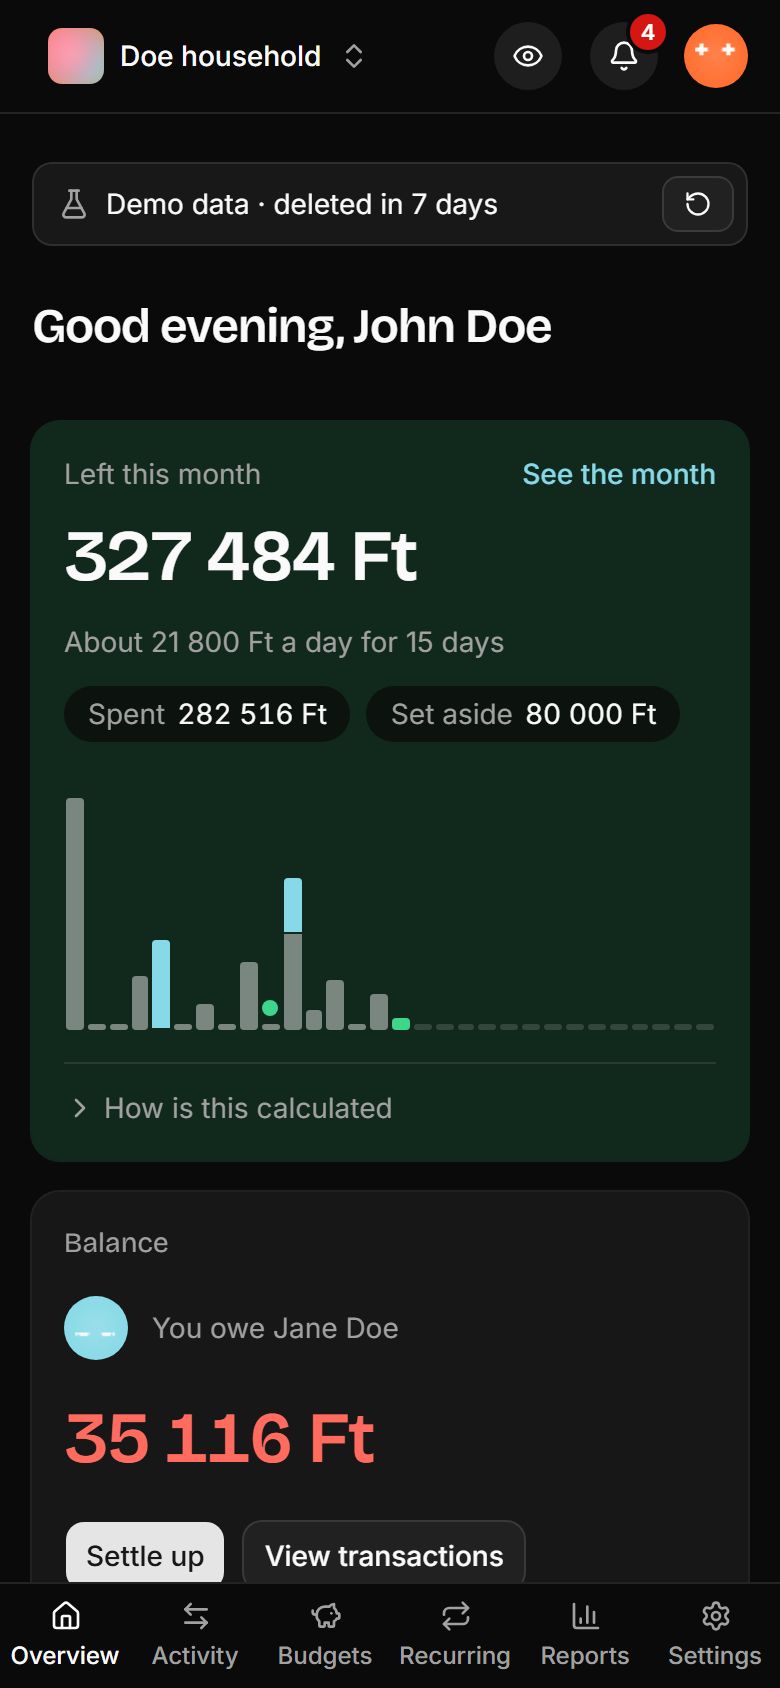 Doe household
4
Demo data · deleted in 7 days
Good evening, John Doe
Left this month
See the month
327 484 Ft
About 21 800 Ft a day for 15 days
Spent 282 516 Ft
Set aside 80 000 Ft
How is this calculated
Balance
You owe Jane Doe
35 116 Ft
Settle up
View transactions
Overview
Activity
Budgets
Recurring
Reports
Settings